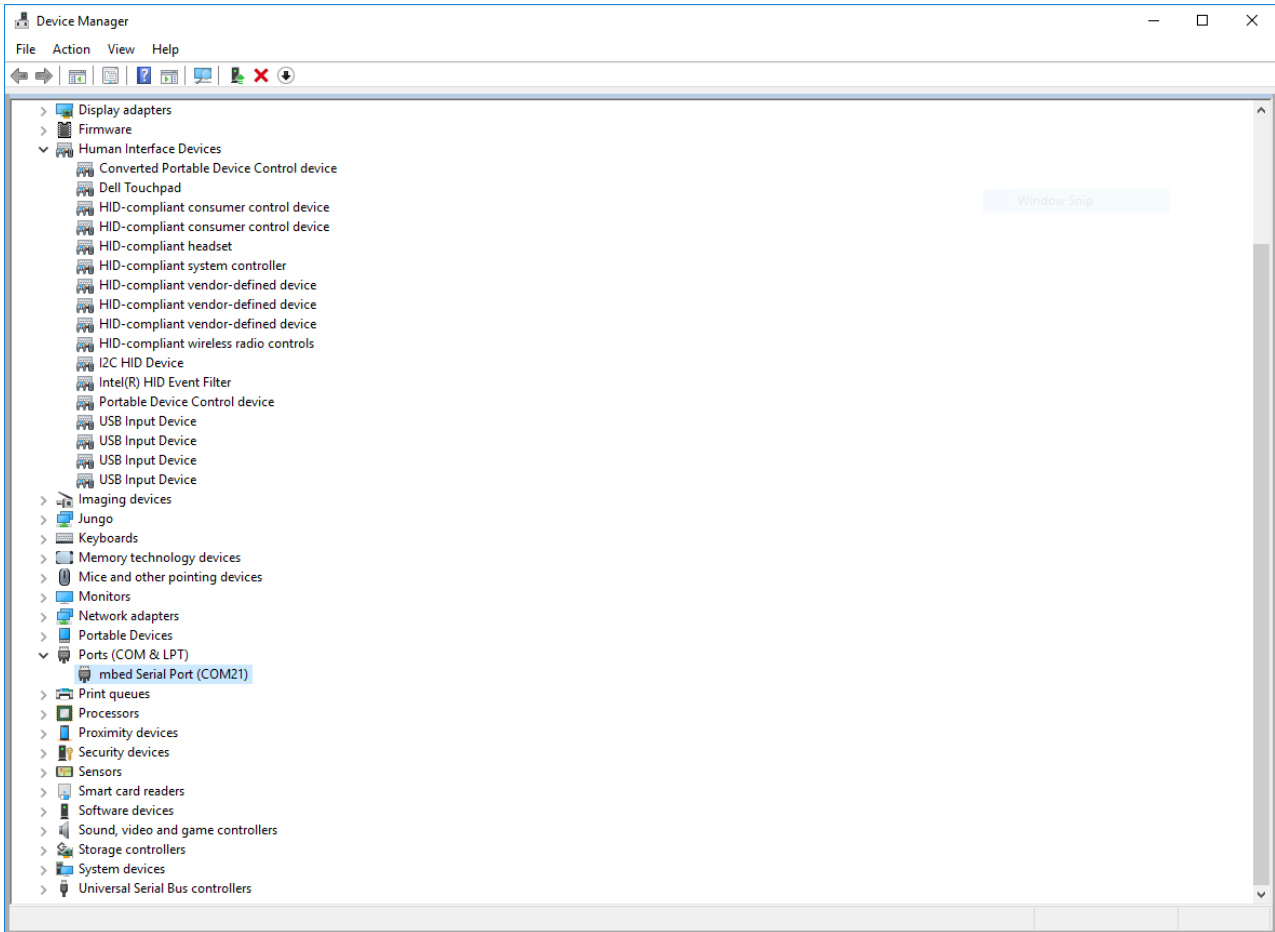 Device Manager
File Action View Help
Display adapters
Firmware
Human Interface Devices
Converted Portable Device Control device
Dell Touchpad
HID-compliant consumer control device
HID-compliant consumer control device
HID-compliant headset
HID-compliant system controller
HID-compliant vendor-defined device
HID-compliant vendor-defined device
HID-compliant vendor-defined device
HID-compliant wireless radio controls
I2C HID Device
Intel(R) HID Event Filter
Portable Device Control device
USB Input Device
USB Input Device
USB Input Device
USB Input Device
Imaging devices
Jungo
Keyboards
Memory technology devices
Mice and other pointing devices
Monitors
Network adapters
Portable Devices
Ports (COM & LPT)
mbed Serial Port (COM21)
Print queues
Processors
Proximity devices
Security devices
Sensors
Smart card readers
Software devices
Sound, video and game controllers
Storage controllers
System devices
Universal Serial Bus controllers
Window Snip